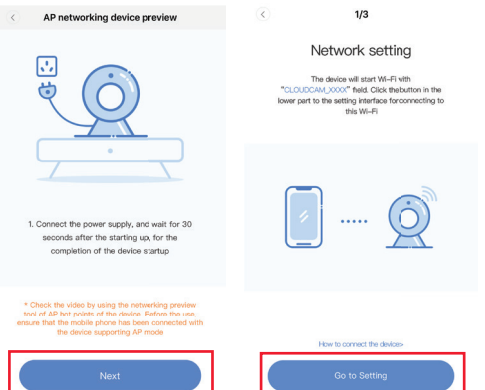 AP networking device preview
1. Connect the power supply, and wait for 30
seconds after the starting up, for the
completion of the device startup
* Check the video by using the networking preview
tool of AP hot points of the device. Before the use
ensure that the mobile phone has been connected with
the device supporting AP mode
Next
1/3
Network setting
The device will start Wi-Fi with
"CLOUDCAM_XXXX" field. Click thebutton in the
lower part to the setting interface forconnecting to
this Wi-Fi
How to connect the device>
Go to Setting